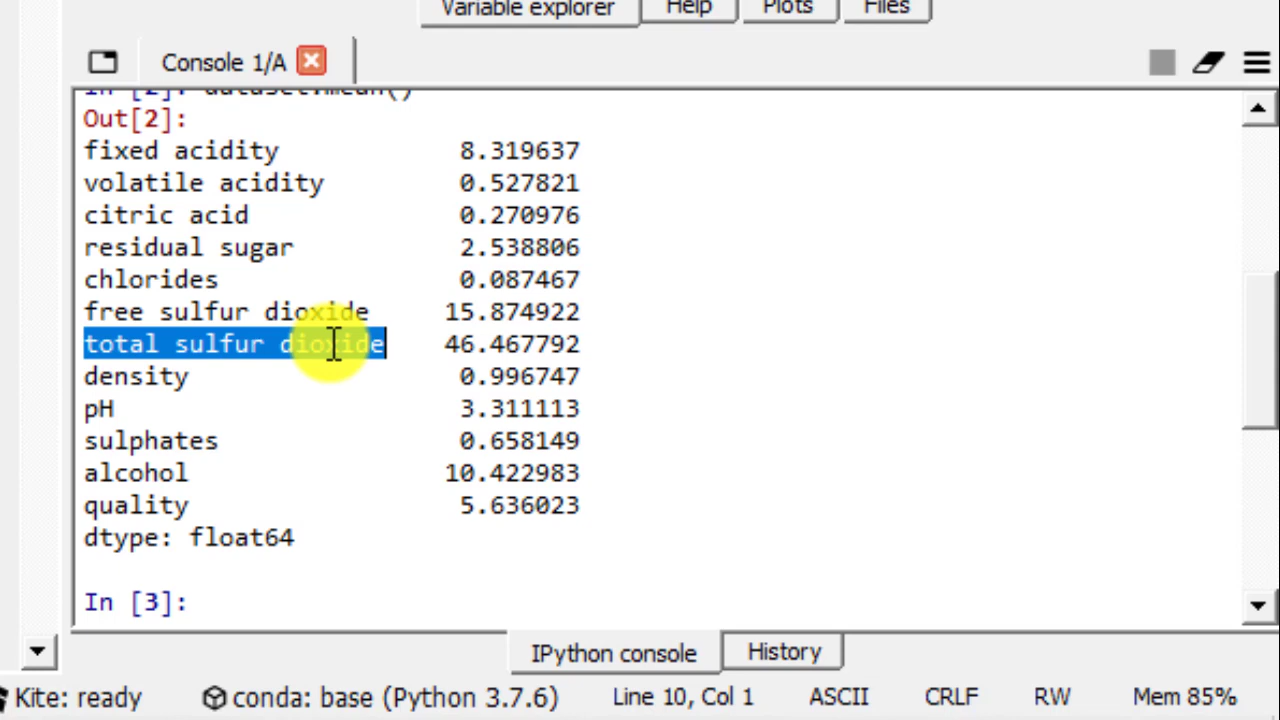 Variable explorer Help Plots Files
Console 1/A
In [2]: dataset.mean()
Out[2]:
fixed acidity 8.319637
volatile acidity 0.527821
citric acid 0.270976
residual sugar 2.538806
chlorides 0.087467
free sulfur dioxide 15.874922
total sulfur dioxide 46.467792
density 0.996747
pH 3.311113
sulphates 0.658149
alcohol 10.422983
quality 5.636023
dtype: float64
In [3]:
IPython console History
Kite: ready conda: base (Python 3.7.6) Line 10, Col 1 ASCII CRLF RW Mem 85%